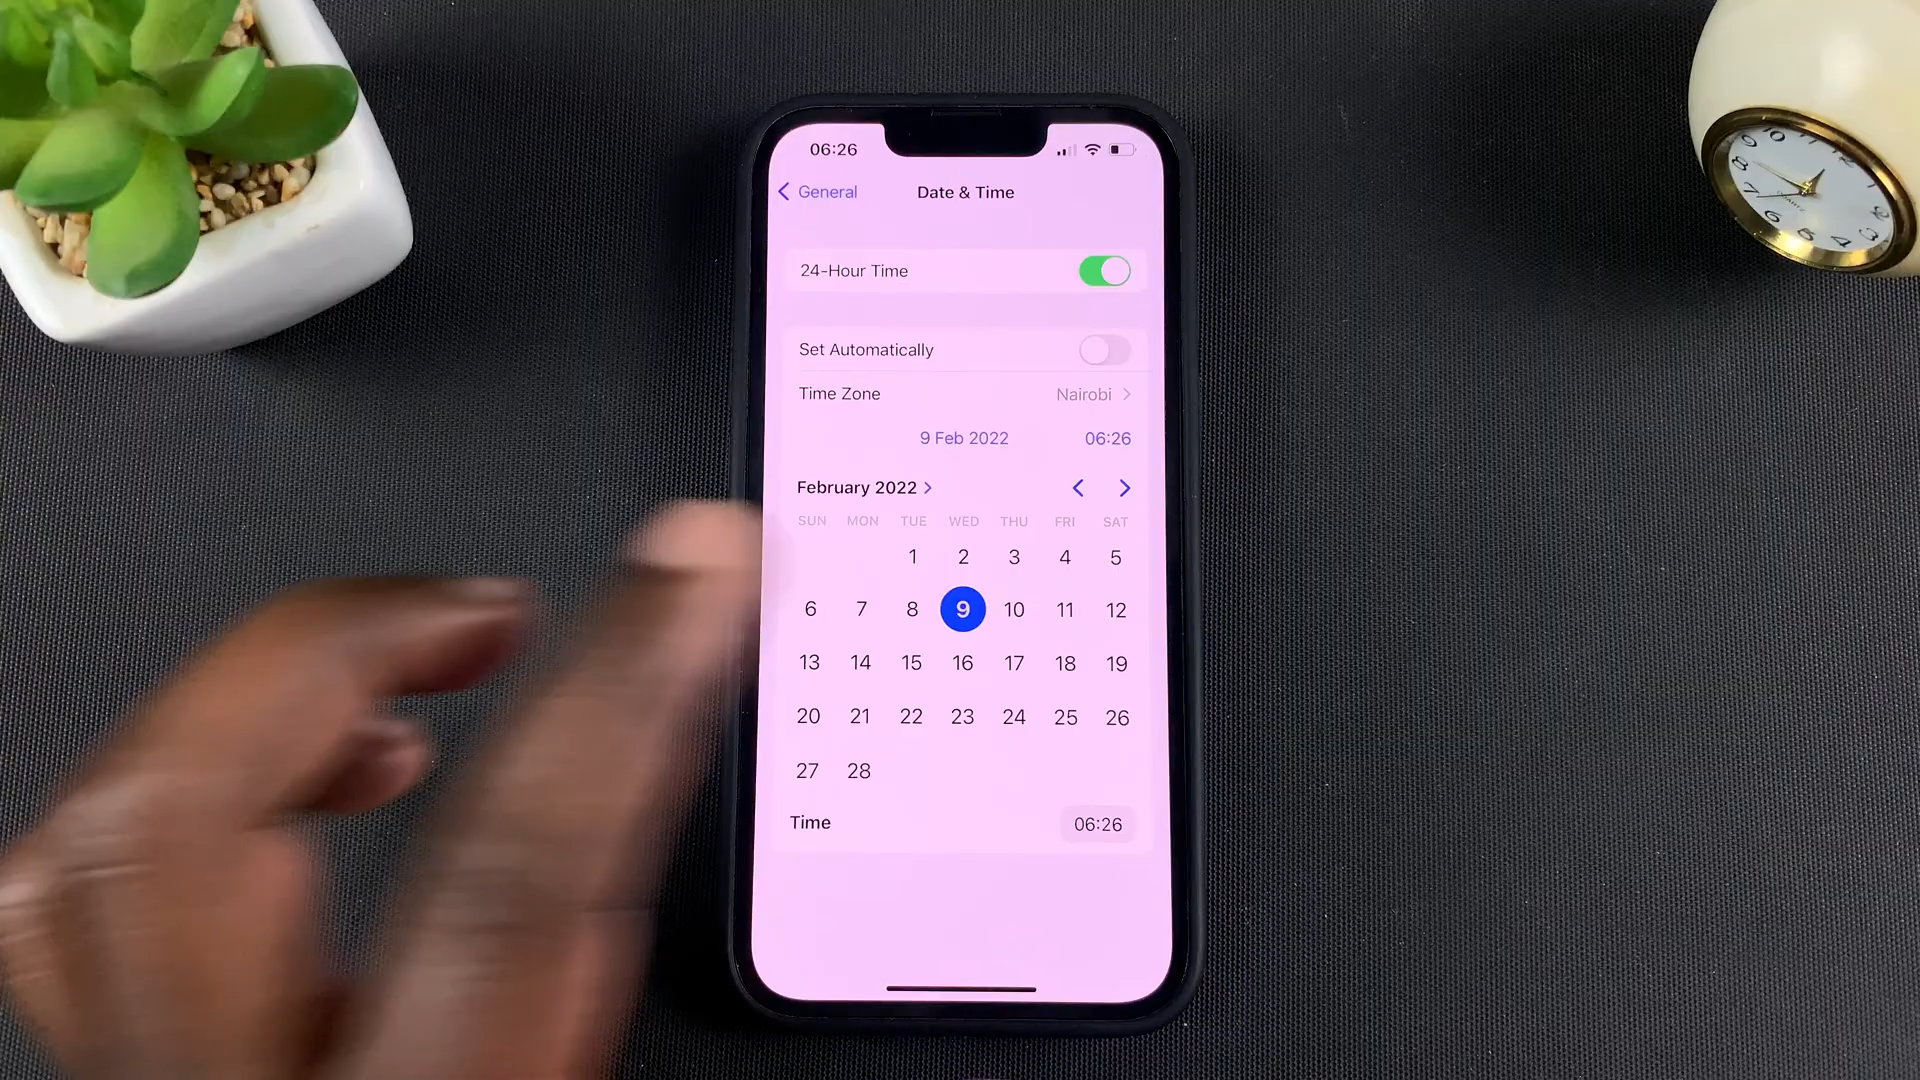 06:26
General
Date & Time
24-Hour Time
Set Automatically
Time Zone Nairobi
9 Feb 2022 06:26
February 2022
SUN MON TUE WED THU FRI SAT
1 2 3 4 5
6 7 8 9 10 11 12
13 14 15 16 17 18 19
20 21 22 23 24 25 26
27 28
Time 06:26